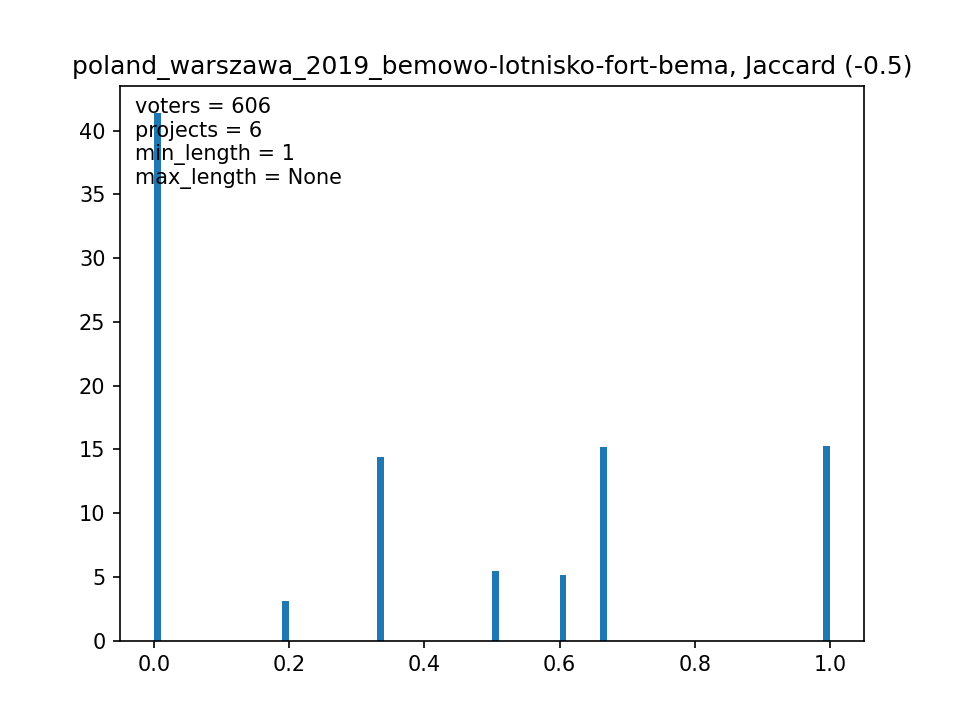 poland_warszawa_2019_bemowo-lotnisko-fort-bema, Jaccard (-0.5)
voters = 606
projects = 6
min_length = 1
max_length = None
40
35
30
25
20
15
10
5
0
0.0 0.2 0.4 0.6 0.8 1.0